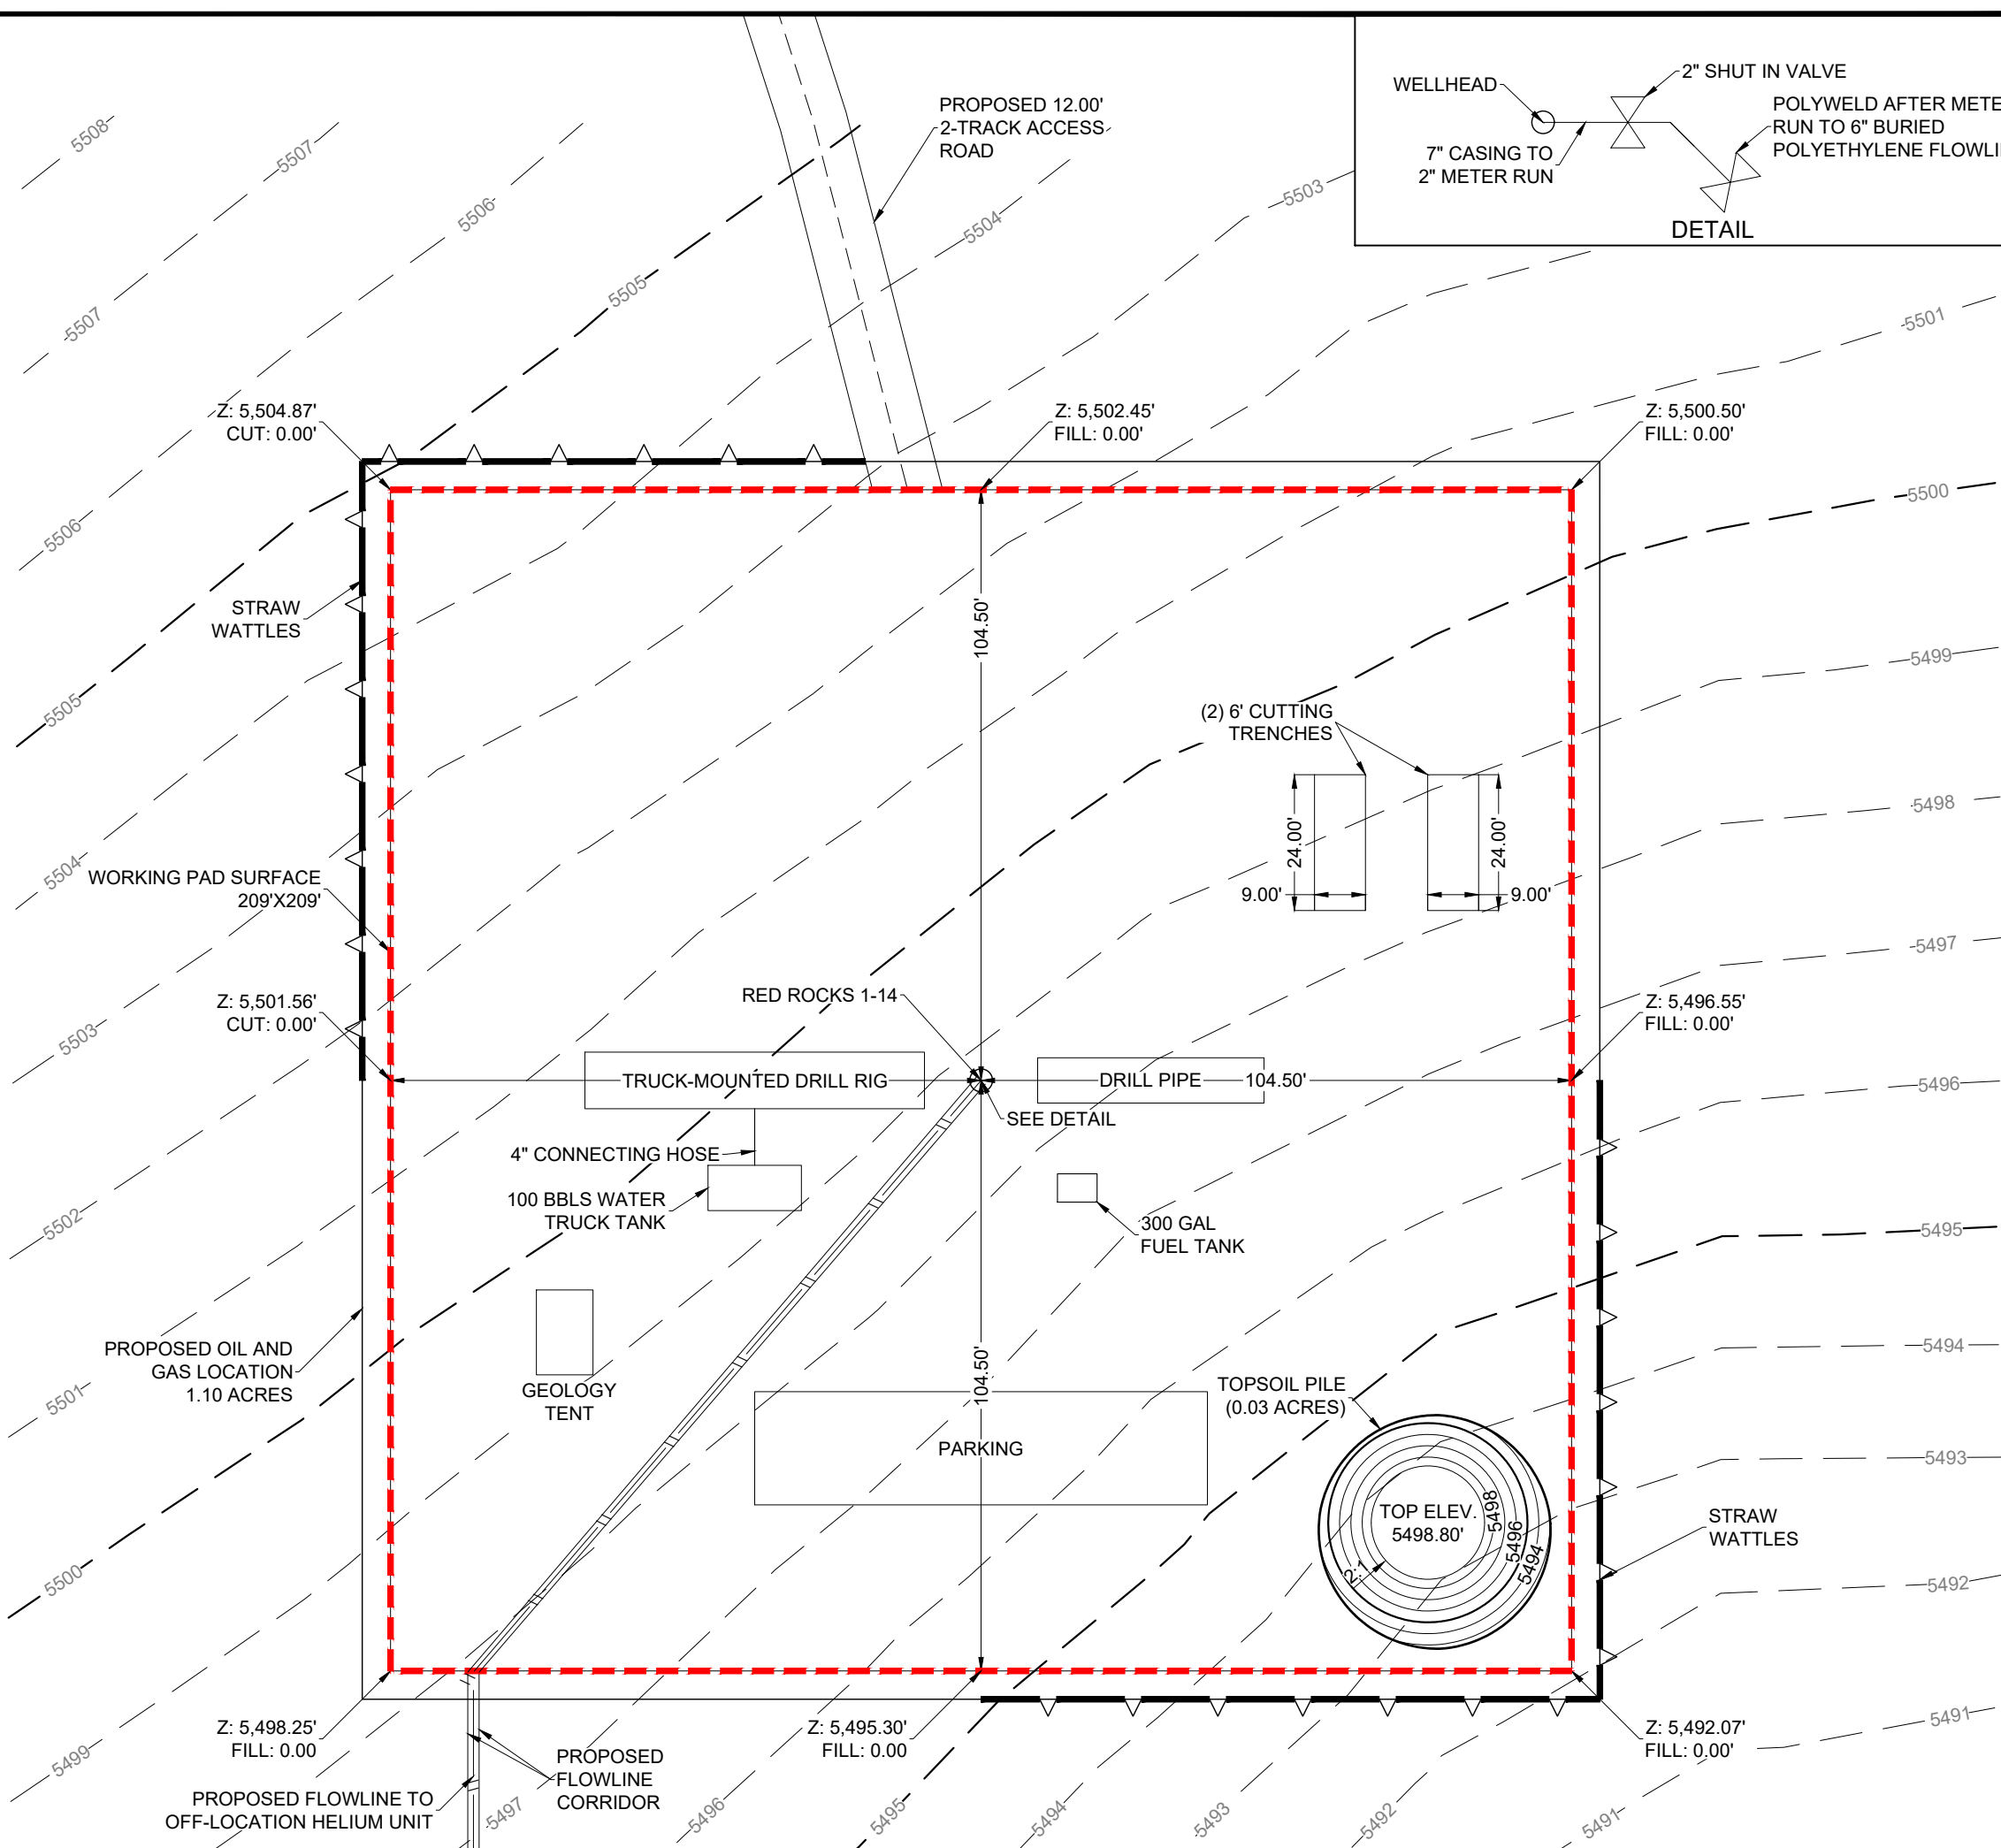 WELLHEAD
2" SHUT IN VALVE
POLYWELD AFTER METE
RUN TO 6" BURIED
POLYETHYLENE FLOWLI
7" CASING TO
2" METER RUN
DETAIL
PROPOSED 12.00'
2-TRACK ACCESS
ROAD
5508
5507
5506
5505
5504
5503
5507
5501
Z: 5,504.87'
CUT: 0.00'
Z: 5,502.45'
FILL: 0.00'
Z: 5,500.50'
FILL: 0.00'
5500
5506
STRAW
WATTLES
104.50'
5499
5505
(2) 6' CUTTING
TRENCHES
5498
24.00'
24.00'
5504
WORKING PAD SURFACE
209'X209'
9.00'
9.00'
5497
RED ROCKS 1-14
Z: 5,501.56'
CUT: 0.00'
Z: 5,496.55'
FILL: 0.00'
5503
TRUCK-MOUNTED DRILL RIG
DRILL PIPE
104.50'
5496
SEE DETAIL
4" CONNECTING HOSE
100 BBLS WATER
TRUCK TANK
300 GAL
FUEL TANK
5502
5495
PROPOSED OIL AND
GAS LOCATION
1.10 ACRES
5494
104.50'
GEOLOGY
TENT
TOPSOIL PILE
(0.03 ACRES)
5501
PARKING
5493
TOP ELEV.
5498.80'
5498
5496
5494
2:1
STRAW
WATTLES
5500
5492
Z: 5,498.25'
FILL: 0.00
Z: 5,495.30'
FILL: 0.00
Z: 5,492.07'
FILL: 0.00'
5491
5499
PROPOSED
FLOWLINE
CORRIDOR
PROPOSED FLOWLINE TO
OFF-LOCATION HELIUM UNIT
5497
5496
5495
5494
5493
5492
5491